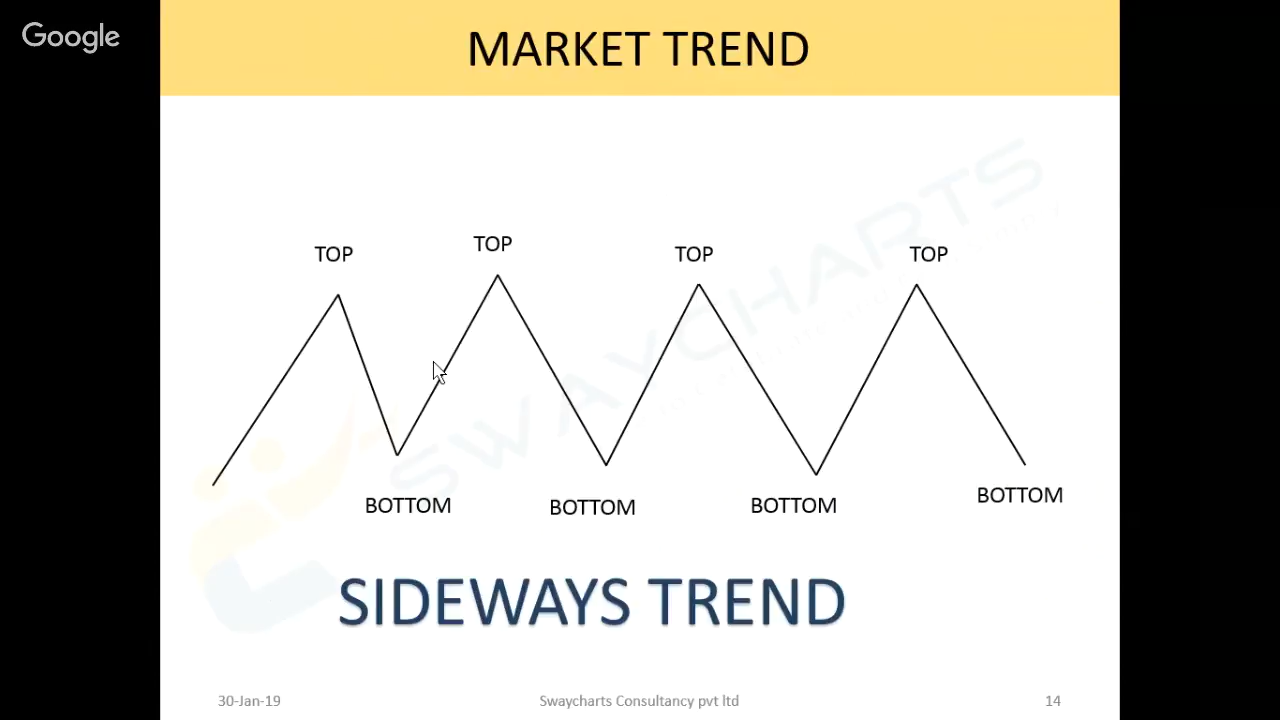 Google
MARKET TREND
TOP
TOP
TOP
TOP
BOTTOM
BOTTOM
BOTTOM
BOTTOM
SIDEWAYS TREND
SWAYCHARTS
30-Jan-19
Swaycharts Consultancy pvt ltd
14